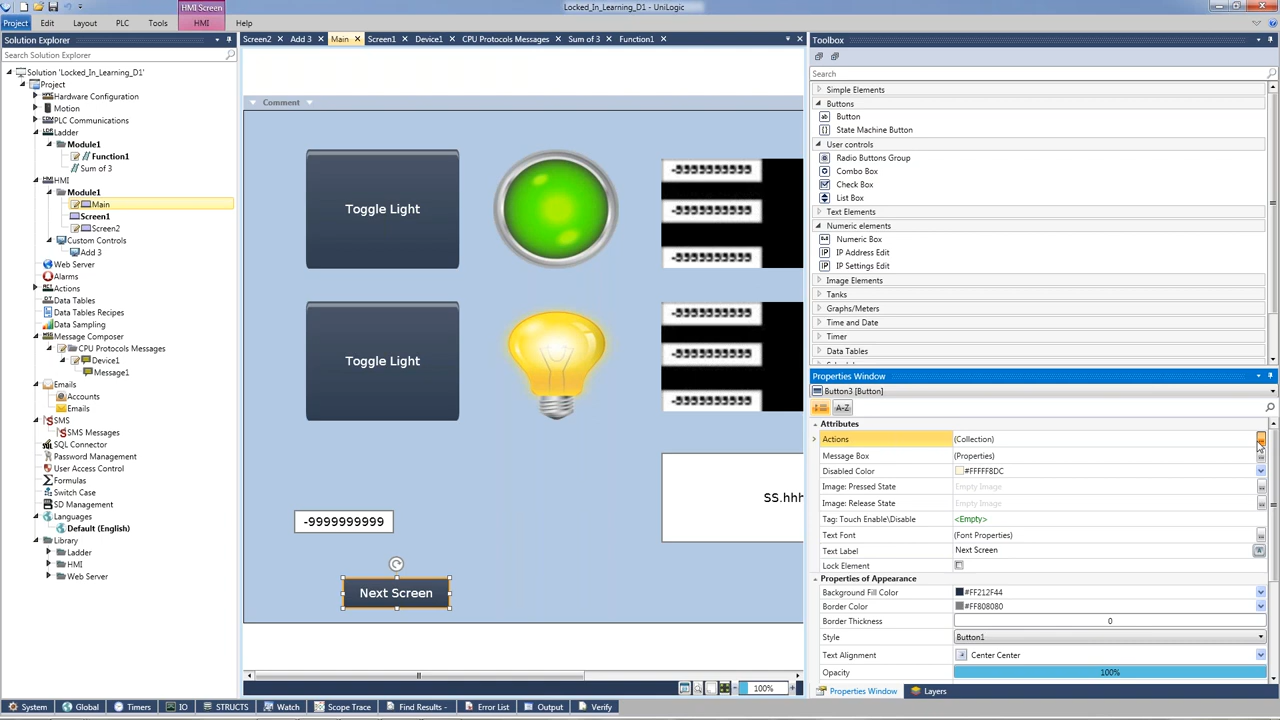 HMI Screen
Locked_In_Learning_D1* - UniLogic
Project Edit Layout PLC Tools HMI Help
Solution Explorer
Search Solution Explorer
Solution 'Locked_In_Learning_D1'
Project
Hardware Configuration
Motion
PLC Communications
Ladder
Module1
Function1
Sum of 3
HMI
Module1
Main
Screen1
Screen2
Custom Controls
Add 3
Web Server
Alarms
Actions
Data Tables
Data Tables Recipes
Data Sampling
Message Composer
CPU Protocols Messages
Device1
Message1
Emails
Accounts
Emails
SMS
SMS Messages
SQL Connector
Password Management
User Access Control
Formulas
Switch Case
SD Management
Languages
Default (English)
Library
Ladder
HMI
Web Server
Screen2 Add 3 Main Screen1 Device1 CPU Protocols Messages Sum of 3 Function1
Comment
Toggle Light
-9999999999
-9999999999
-9999999999
Toggle Light
-9999999999
-9999999999
-9999999999
SS.hhh
-9999999999
Next Screen
100%
Toolbox
Search
Simple Elements
Buttons
Button
State Machine Button
User controls
Radio Buttons Group
Combo Box
Check Box
List Box
Text Elements
Numeric elements
Numeric Box
IP Address Edit
IP Settings Edit
Image Elements
Tanks
Graphs/Meters
Time and Date
Timer
Data Tables
Properties Window
Button3 [Button]
A-Z
Attributes
Actions (Collection)
Message Box (Properties)
Disabled Color #FFFFF8DC
Image: Pressed State Empty Image
Image: Release State Empty Image
Tag: Touch Enable\Disable <Empty>
Text Font (Font Properties)
Text Label Next Screen
Lock Element
Properties of Appearance
Background Fill Color #FF212F44
Border Color #FF808080
Border Thickness 0
Style Button1
Text Alignment Center Center
Opacity 100%
Properties Window Layers
System Global Timers IO STRUCTS Watch Scope Trace Find Results - Error List Output Verify